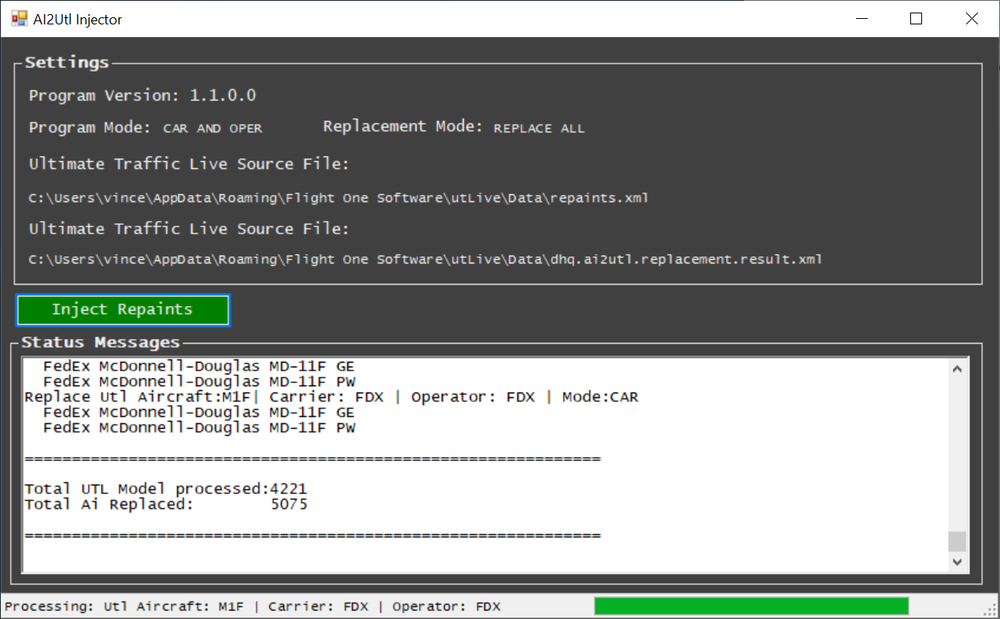 AI2Utl Injector
Settings
Program Version: 1.1.0.0
Program Mode: CAR AND OPER Replacement Mode: REPLACE ALL
Ultimate Traffic Live Source File:
C:\Users\vince\AppData\Roaming\Flight One Software\utLive\Data\repaints.xml
Ultimate Traffic Live Source File:
C:\Users\vince\AppData\Roaming\Flight One Software\utLive\Data\dhq.ai2utl.replacement.result.xml
Inject Repaints
Status Messages
FedEx McDonnell-Douglas MD-11F GE
FedEx McDonnell-Douglas MD-11F PW
Replace Utl Aircraft:M1F| Carrier: FDX | Operator: FDX | Mode:CAR
FedEx McDonnell-Douglas MD-11F GE
FedEx McDonnell-Douglas MD-11F PW
=============================================================
Total UTL Model processed:4221
Total Ai Replaced: 5075
=============================================================
Processing: Utl Aircraft: M1F | Carrier: FDX | Operator: FDX